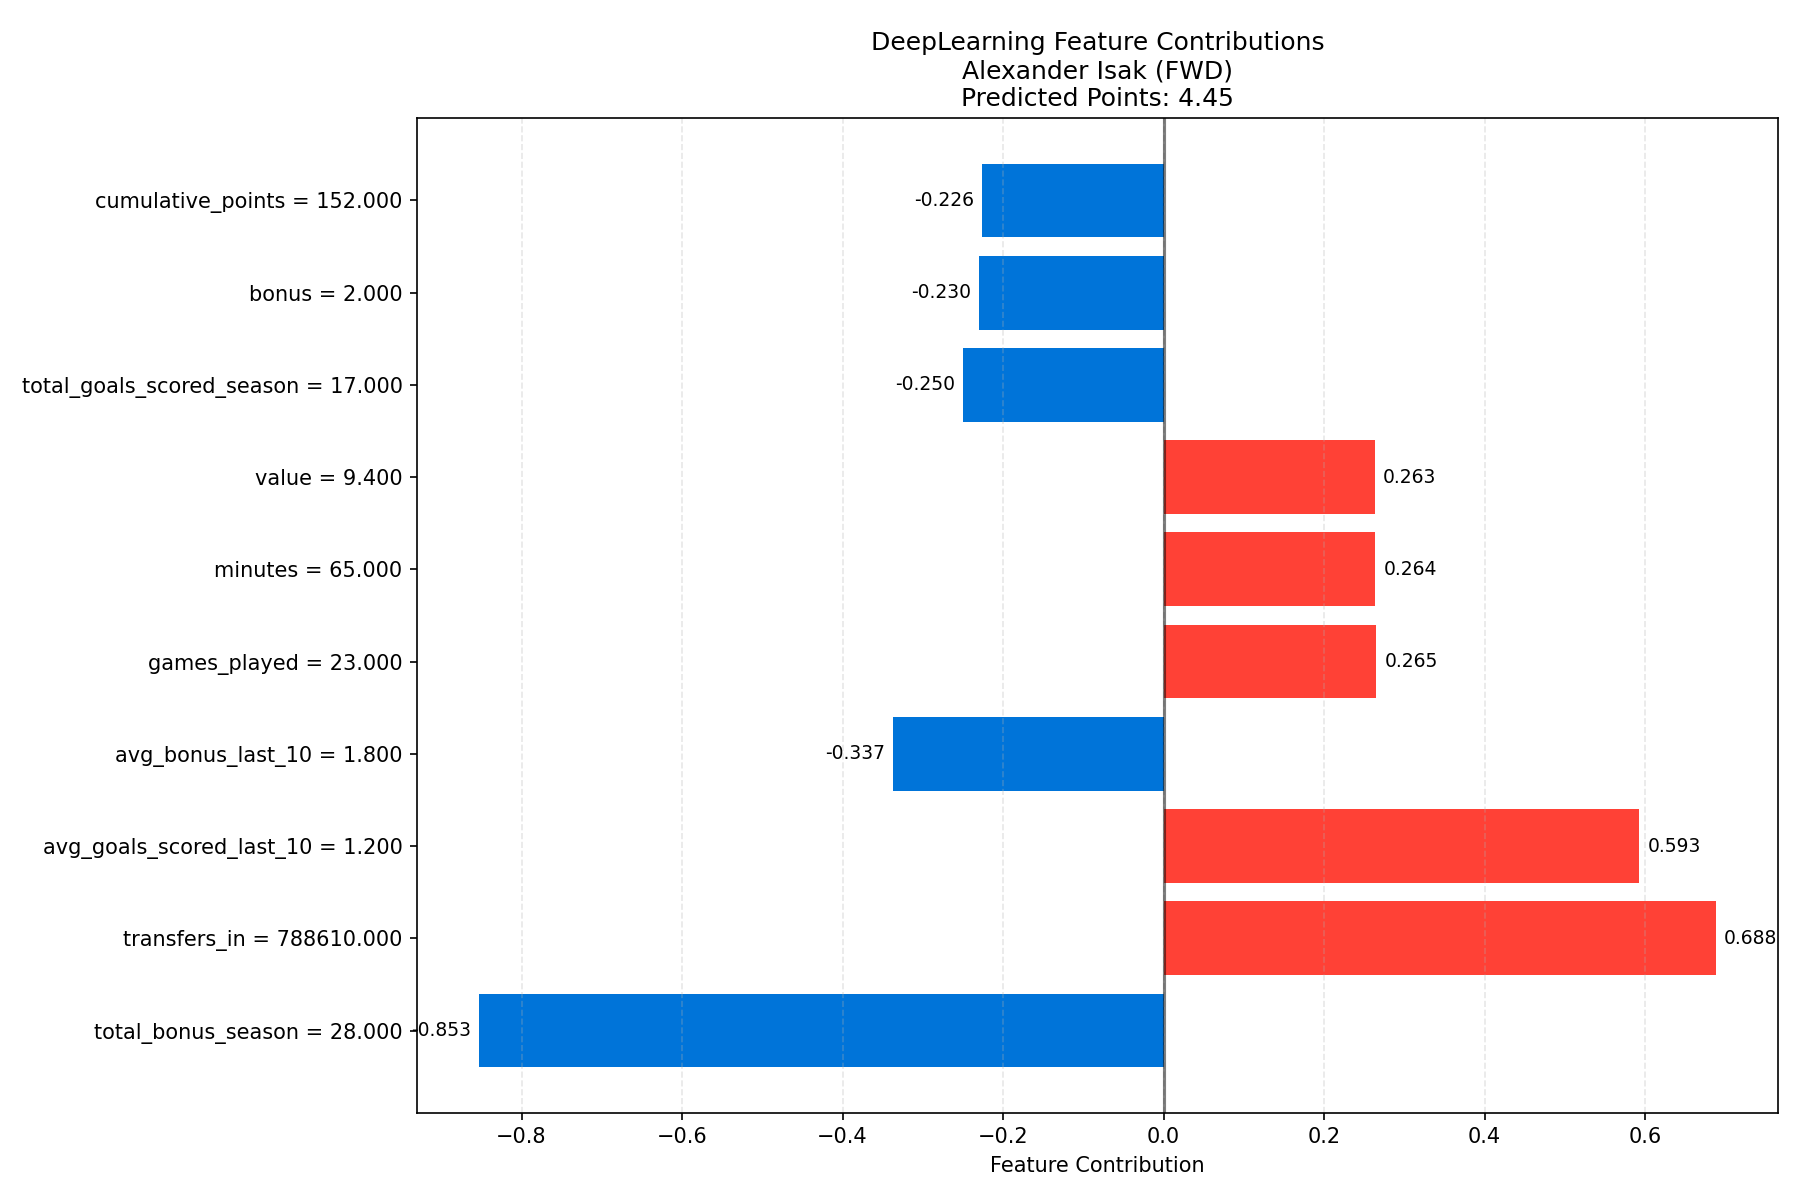 DeepLearning Feature Contributions
Alexander Isak (FWD)
Predicted Points: 4.45
cumulative_points = 152.000
-0.226
bonus = 2.000
-0.230
total_goals_scored_season = 17.000
-0.250
value = 9.400
0.263
minutes = 65.000
0.264
games_played = 23.000
0.265
avg_bonus_last_10 = 1.800
-0.337
avg_goals_scored_last_10 = 1.200
0.593
transfers_in = 788610.000
0.688
total_bonus_season = 28.000
-0.853
−0.8 −0.6 −0.4 −0.2 0.0 0.2 0.4 0.6
Feature Contribution